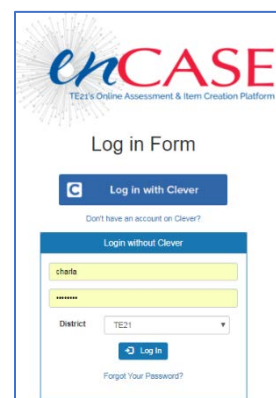 enCASE
TE21's Online Assessment & Item Creation Platform
Log in Form
C Log in with Clever
Don't have an account on Clever?
Login without Clever
charla
••••••••
District TE21
Log In
Forgot Your Password?